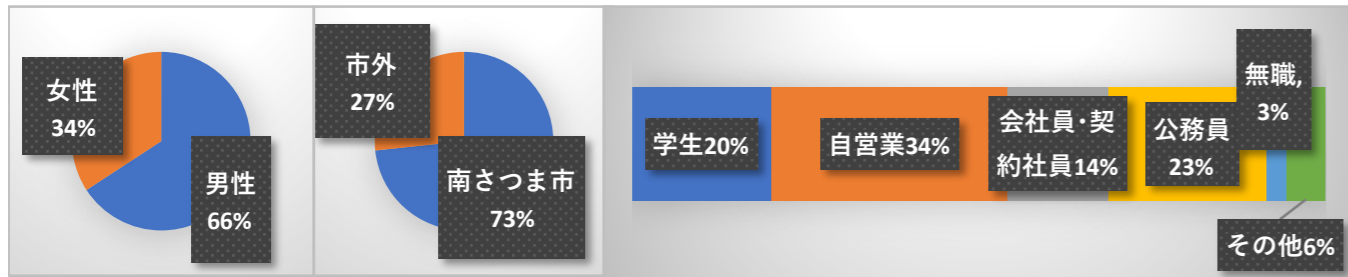 女性
34%
男性
66%
市外
27%
南さつま市
73%
学生20%
自営業34%
会社員・契
約社員14%
公務員
23%
無職,
3%
その他6%